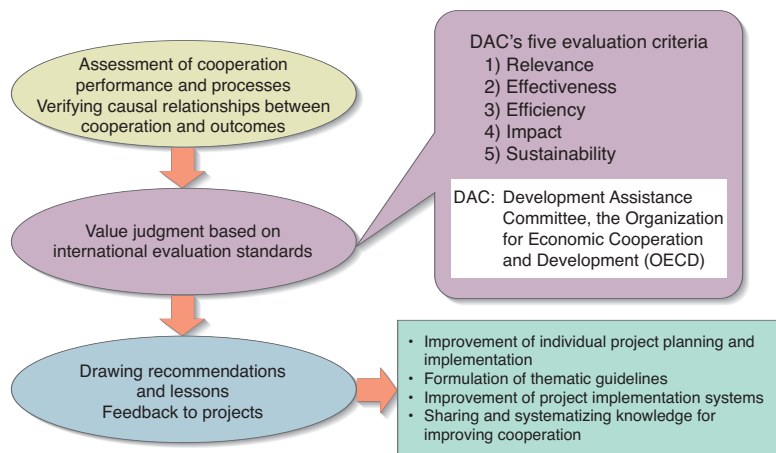 Assessment of cooperation
performance and processes
Verifying causal relationships between
cooperation and outcomes
DAC's five evaluation criteria
1) Relevance
2) Effectiveness
3) Efficiency
4) Impact
5) Sustainability
DAC: Development Assistance
Committee, the Organization
for Economic Cooperation
and Development (OECD)
Value judgment based on
international evaluation standards
Drawing recommendations
and lessons
Feedback to projects
• Improvement of individual project planning and
implementation
• Formulation of thematic guidelines
• Improvement of project implementation systems
• Sharing and systematizing knowledge for
improving cooperation